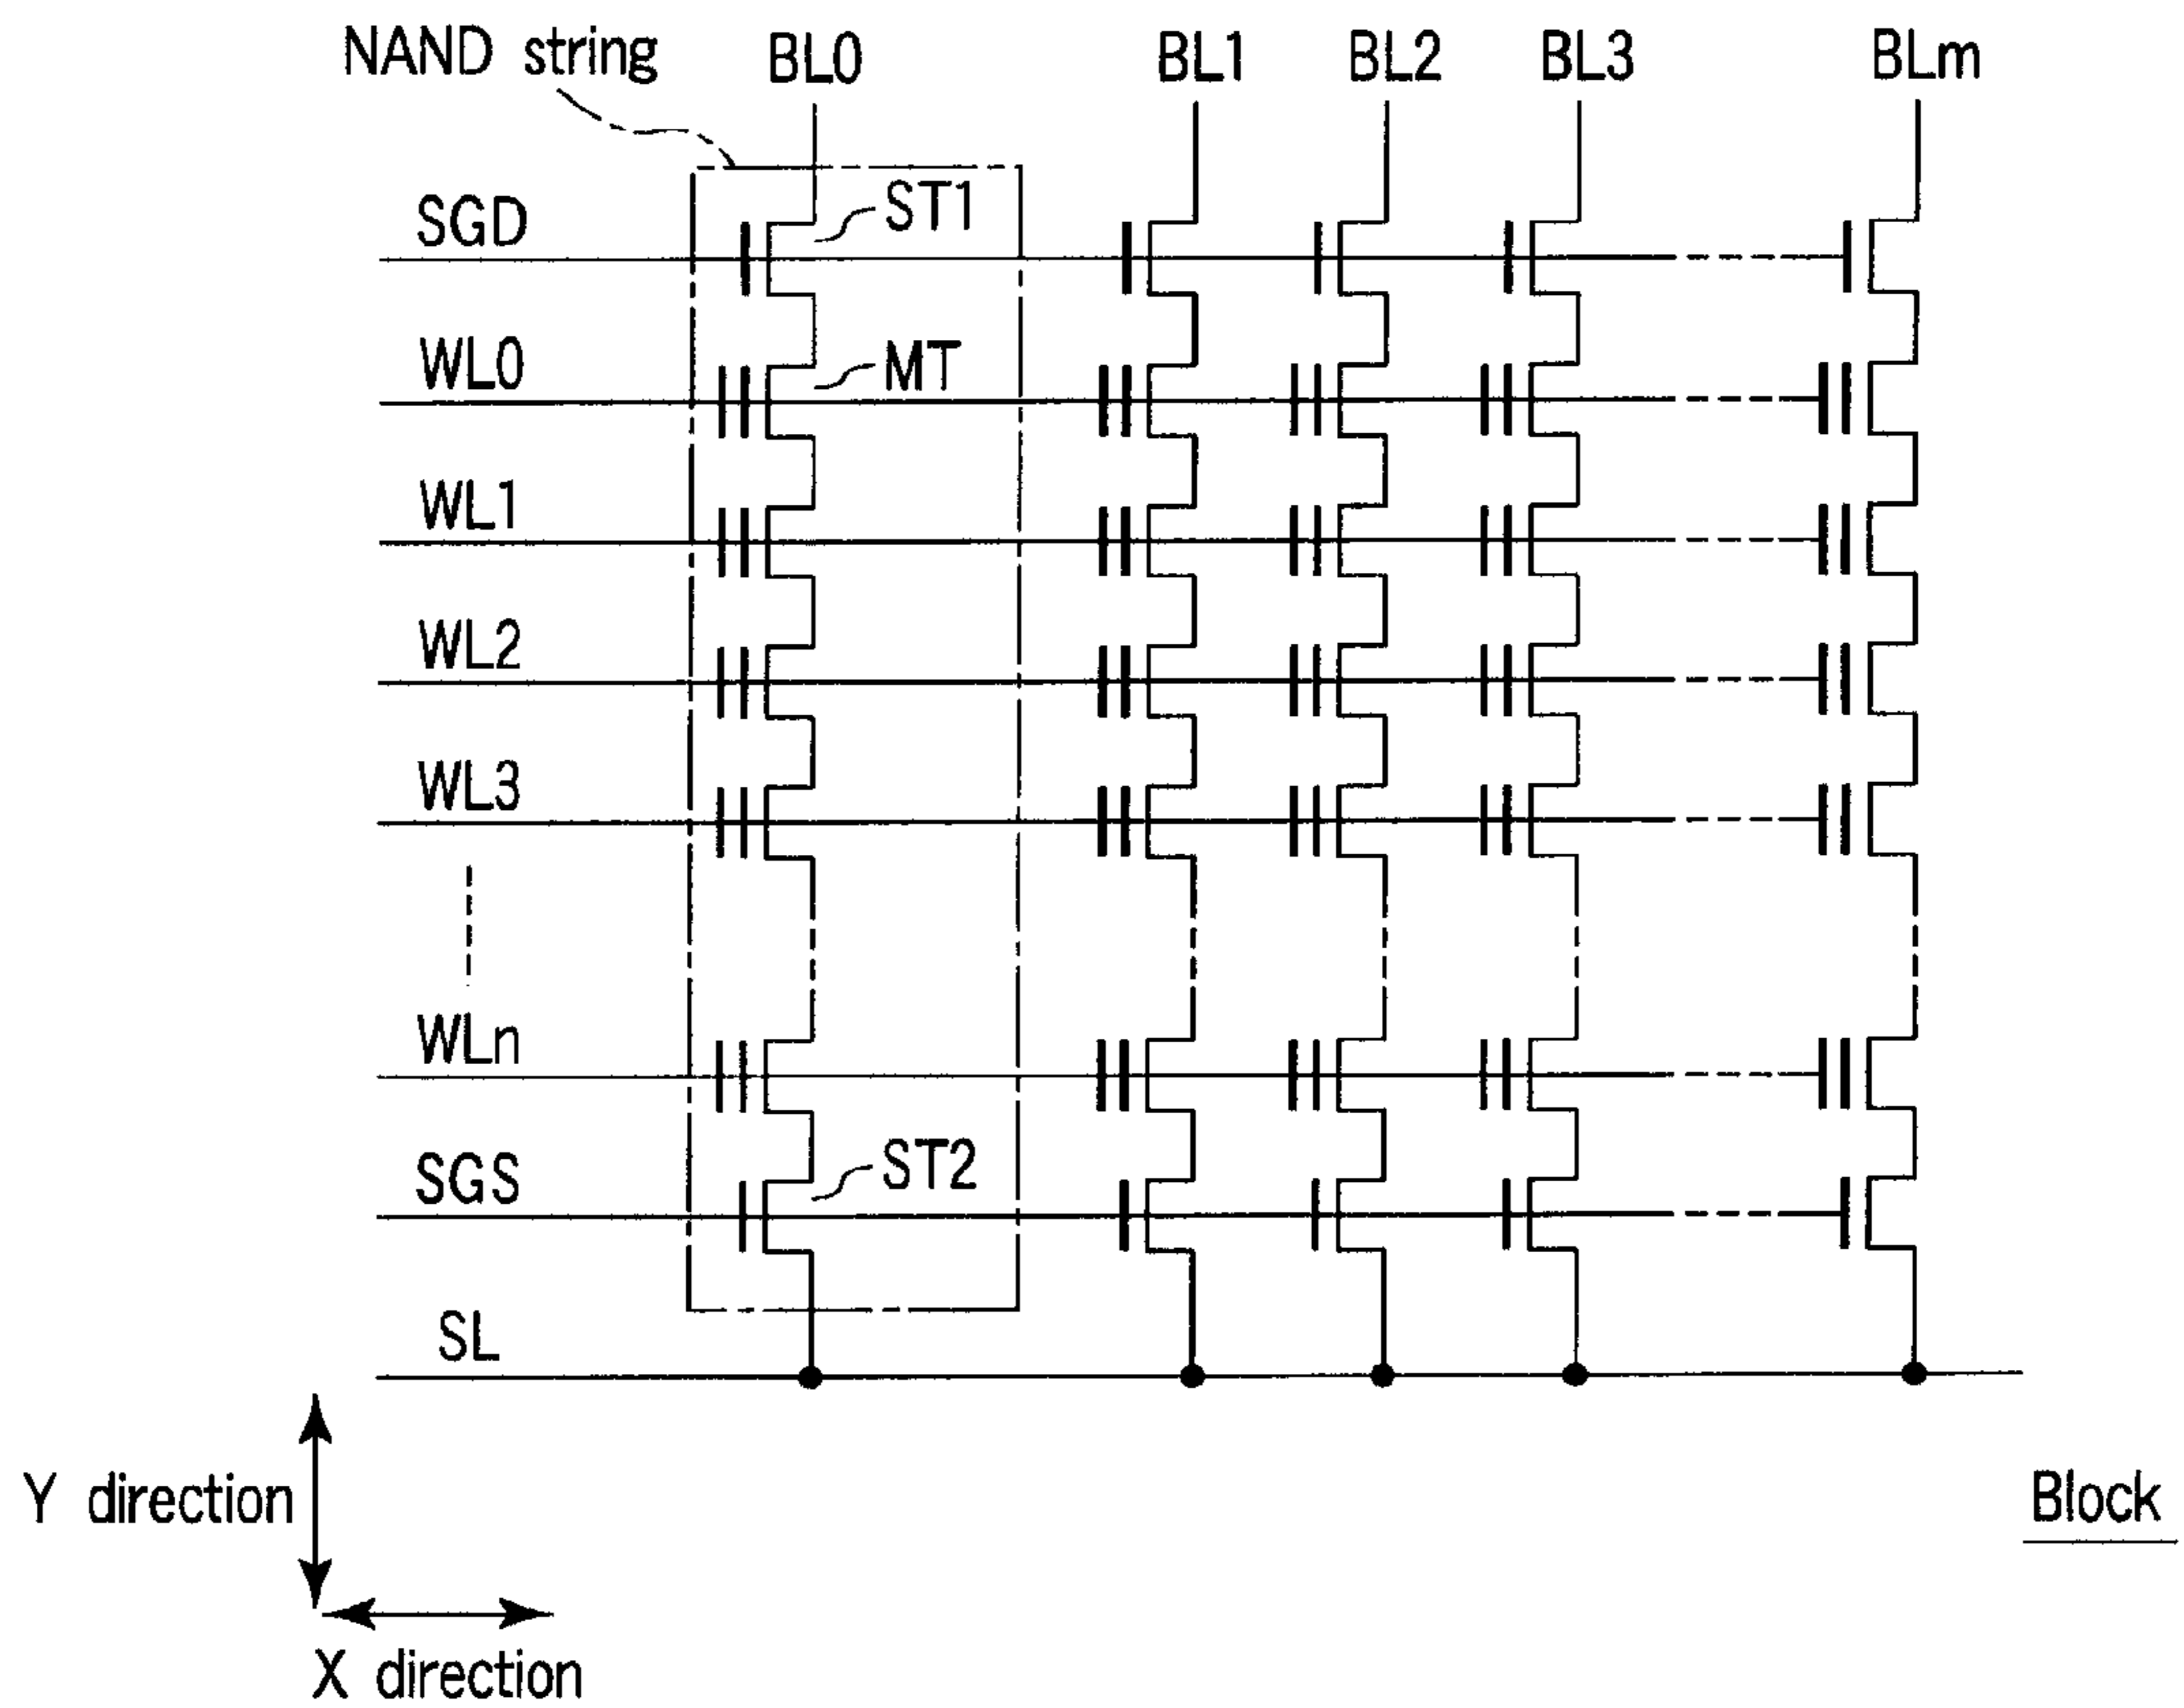 NAND string
BL0
BL1
BL2
BL3
BLm
SGD
ST1
WL0
MT
WL1
WL2
WL3
WLn
SGS
ST2
SL
Y direction
X direction
Block